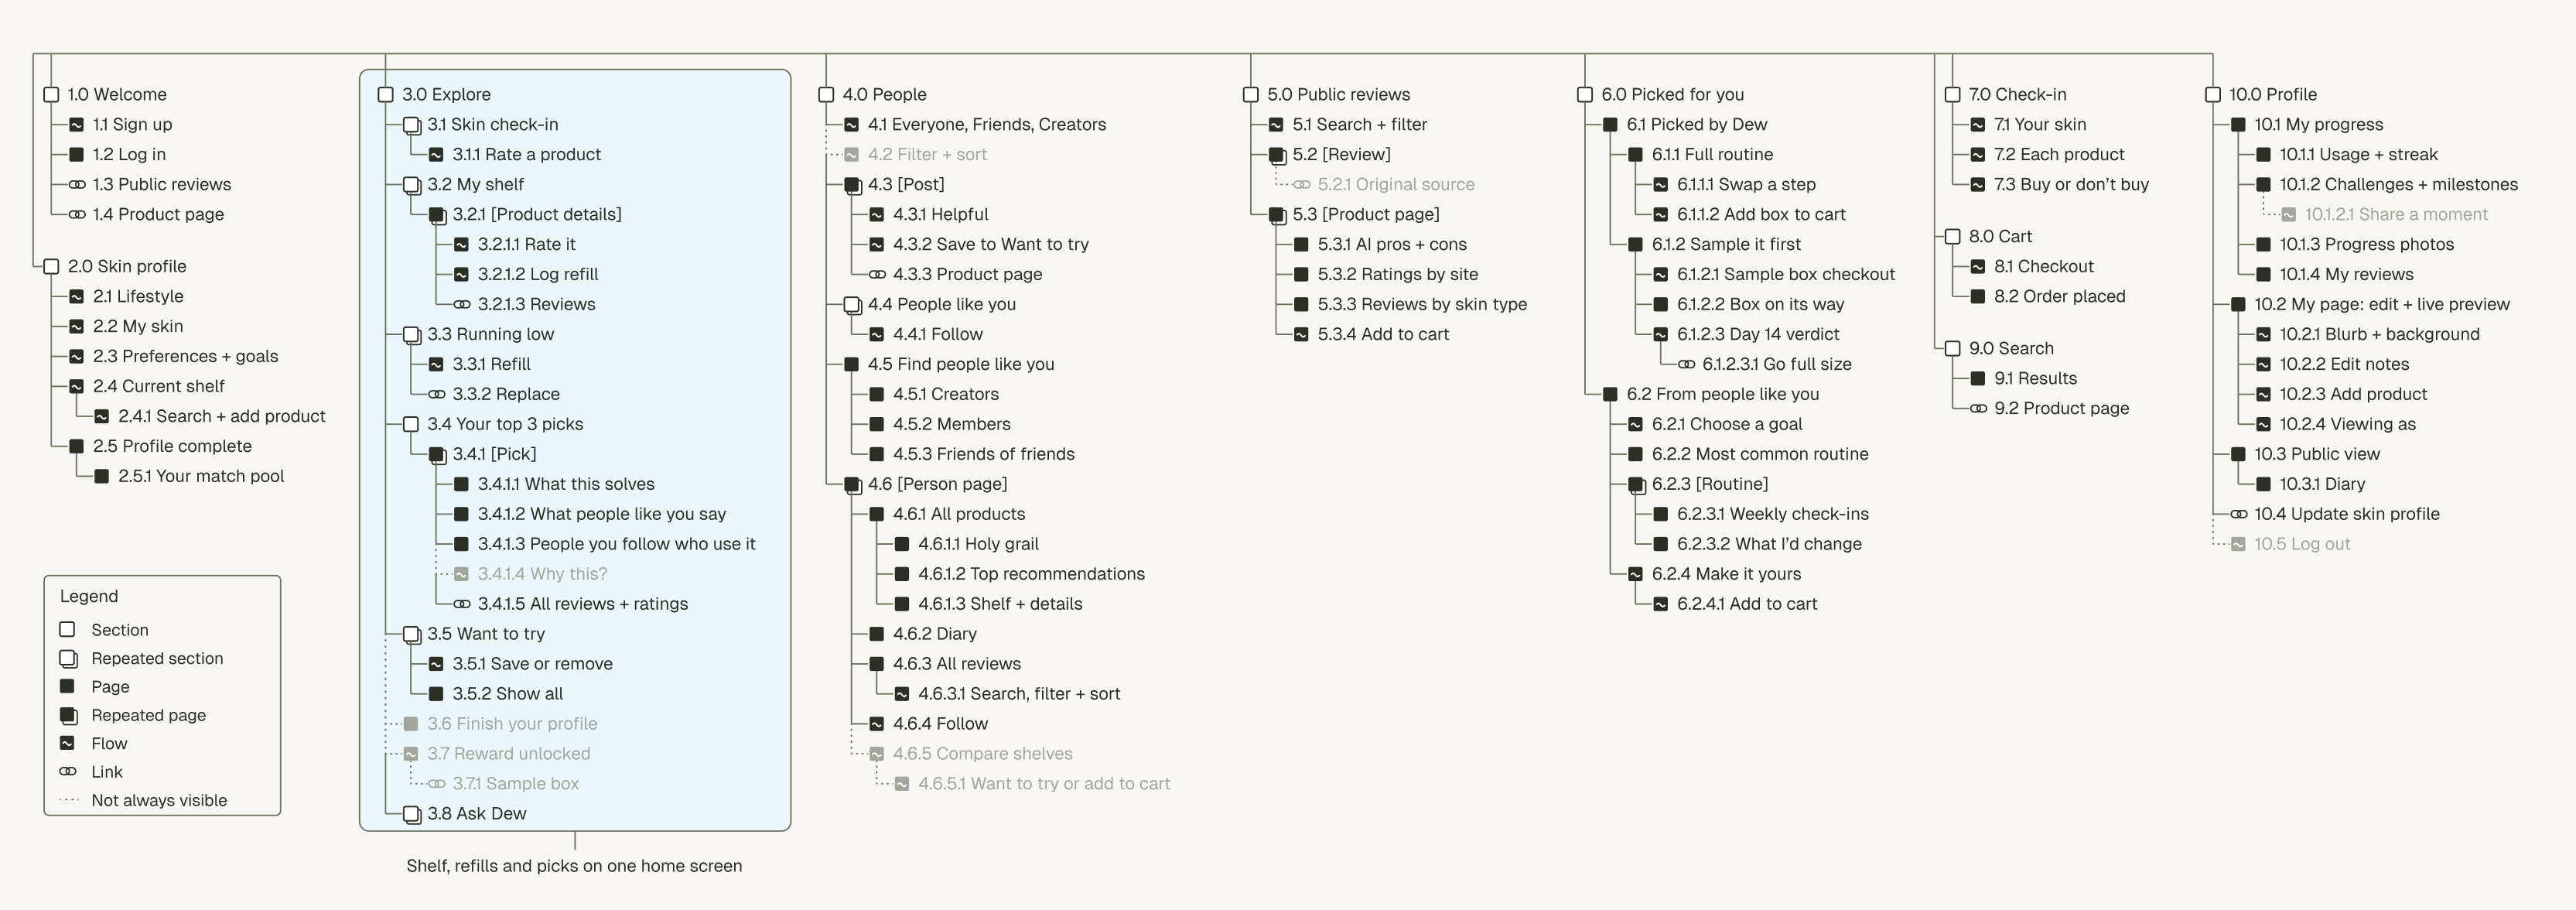 1.0 Welcome
1.1 Sign up
1.2 Log in
1.3 Public reviews
1.4 Product page
2.0 Skin profile
2.1 Lifestyle
2.2 My skin
2.3 Preferences + goals
2.4 Current shelf
2.4.1 Search + add product
2.5 Profile complete
2.5.1 Your match pool
Legend
Section
Repeated section
Page
Repeated page
Flow
Link
Not always visible
3.0 Explore
3.1 Skin check-in
3.1.1 Rate a product
3.2 My shelf
3.2.1 [Product details]
3.2.1.1 Rate it
3.2.1.2 Log refill
3.2.1.3 Reviews
3.3 Running low
3.3.1 Refill
3.3.2 Replace
3.4 Your top 3 picks
3.4.1 [Pick]
3.4.1.1 What this solves
3.4.1.2 What people like you say
3.4.1.3 People you follow who use it
3.4.1.4 Why this?
3.4.1.5 All reviews + ratings
3.5 Want to try
3.5.1 Save or remove
3.5.2 Show all
3.6 Finish your profile
3.7 Reward unlocked
3.7.1 Sample box
3.8 Ask Dew
Shelf, refills and picks on one home screen
4.0 People
4.1 Everyone, Friends, Creators
4.2 Filter + sort
4.3 [Post]
4.3.1 Helpful
4.3.2 Save to Want to try
4.3.3 Product page
4.4 People like you
4.4.1 Follow
4.5 Find people like you
4.5.1 Creators
4.5.2 Members
4.5.3 Friends of friends
4.6 [Person page]
4.6.1 All products
4.6.1.1 Holy grail
4.6.1.2 Top recommendations
4.6.1.3 Shelf + details
4.6.2 Diary
4.6.3 All reviews
4.6.3.1 Search, filter + sort
4.6.4 Follow
4.6.5 Compare shelves
4.6.5.1 Want to try or add to cart
5.0 Public reviews
5.1 Search + filter
5.2 [Review]
5.2.1 Original source
5.3 [Product page]
5.3.1 AI pros + cons
5.3.2 Ratings by site
5.3.3 Reviews by skin type
5.3.4 Add to cart
6.0 Picked for you
6.1 Picked by Dew
6.1.1 Full routine
6.1.1.1 Swap a step
6.1.1.2 Add box to cart
6.1.2 Sample it first
6.1.2.1 Sample box checkout
6.1.2.2 Box on its way
6.1.2.3 Day 14 verdict
6.1.2.3.1 Go full size
6.2 From people like you
6.2.1 Choose a goal
6.2.2 Most common routine
6.2.3 [Routine]
6.2.3.1 Weekly check-ins
6.2.3.2 What I’d change
6.2.4 Make it yours
6.2.4.1 Add to cart
7.0 Check-in
7.1 Your skin
7.2 Each product
7.3 Buy or don’t buy
8.0 Cart
8.1 Checkout
8.2 Order placed
9.0 Search
9.1 Results
9.2 Product page
10.0 Profile
10.1 My progress
10.1.1 Usage + streak
10.1.2 Challenges + milestones
10.1.2.1 Share a moment
10.1.3 Progress photos
10.1.4 My reviews
10.2 My page: edit + live preview
10.2.1 Blurb + background
10.2.2 Edit notes
10.2.3 Add product
10.2.4 Viewing as
10.3 Public view
10.3.1 Diary
10.4 Update skin profile
10.5 Log out